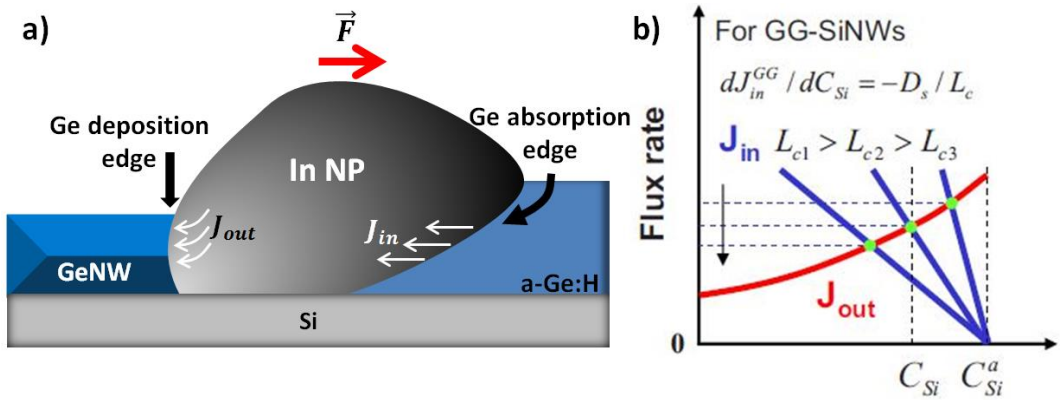 a)
F
Ge deposition
edge
Ge absorption
edge
In NP
J_out
J_in
GeNW
a-Ge:H
Si
b)
For GG-SiNWs
dJ_in^GG / dC_Si = -D_s / L_c
J_in L_c1 > L_c2 > L_c3
Flux rate
J_out
0
C_Si C_Si^a